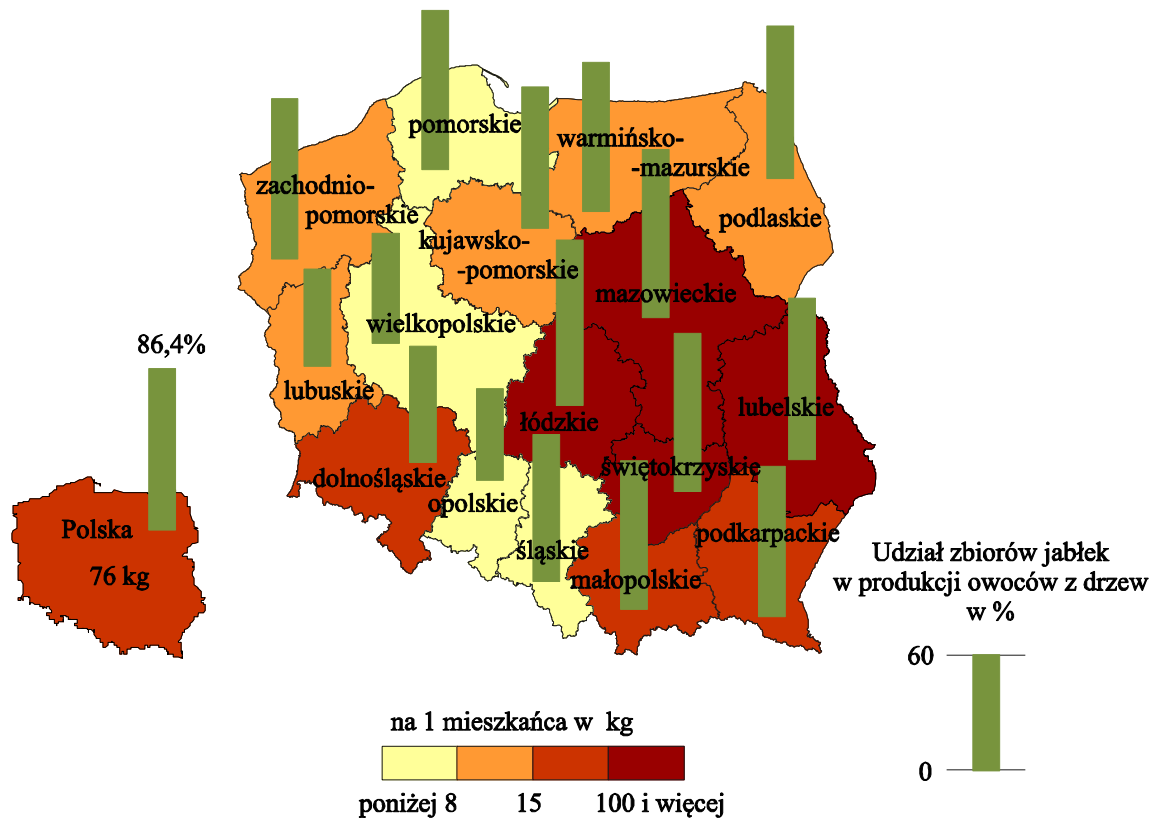 pomorskie
warmińsko-
-mazurskie
zachodnio-
pomorskie
podlaskie
kujawsko-
-pomorskie
mazowieckie
wielkopolskie
86,4%
lubuskie
łódzkie
lubelskie
dolnośląskie
świętokrzyskie
opolskie
Polska
76 kg
śląskie
małopolskie
podkarpackie
Udział zbiorów jabłek
w produkcji owoców z drzew
w %
60
0
na 1 mieszkańca w kg
poniżej 8 15 100 i więcej